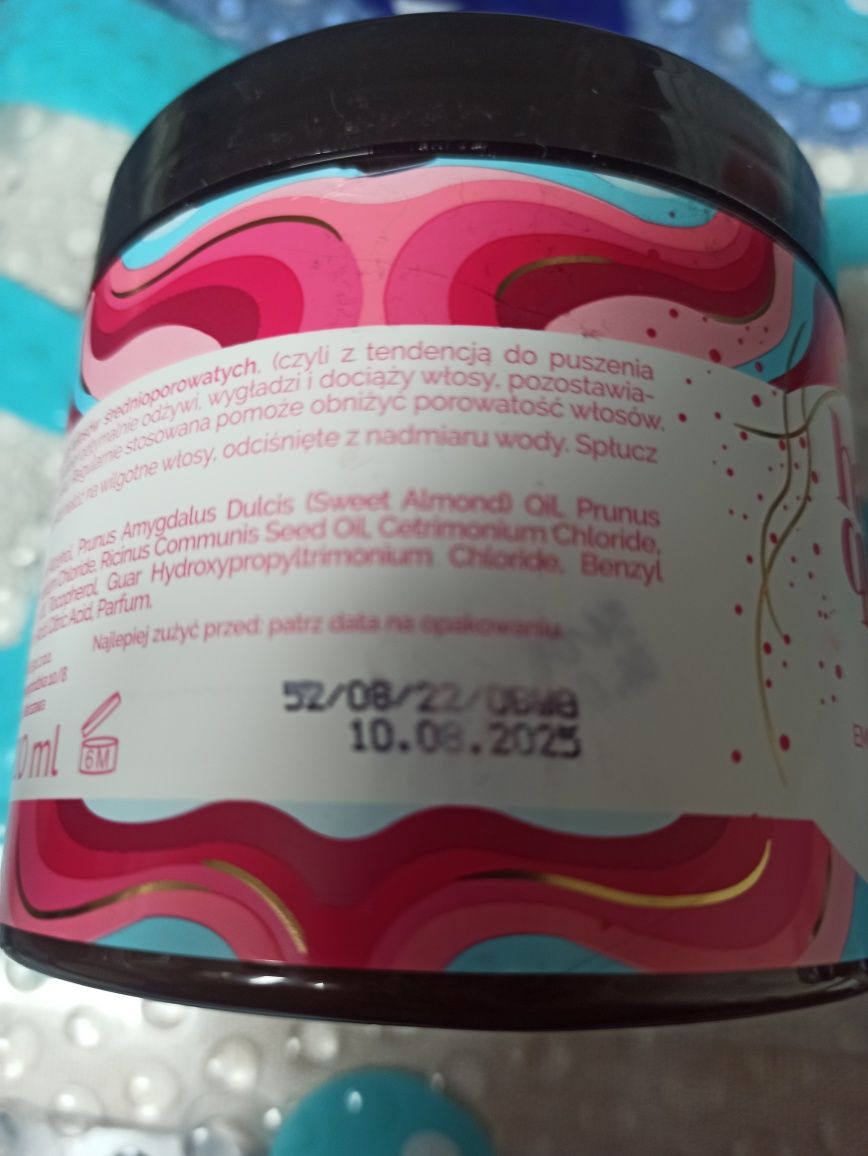 średnioporowatych. (czyli z tendencją do puszenia
odżywi, wygładzi i dociąży włosy, pozostawia-
stosowana pomoże obniżyć porowatość włosów.
na wilgotne włosy, odciśnięte z nadmiaru wody. Spłucz
Prunus Amygdalus Dulcis (Sweet Almond) Oil, Prunus
Chloride, Ricinus Communis Seed Oil, Cetrimonium Chloride,
Tocopherol, Guar Hydroxypropyltrimonium Chloride, Benzyl
Citric Acid, Parfum.
Najlepiej zużyć przed: patrz data na opakowaniu.
52/08/22/
10.08.2025
ml
6M